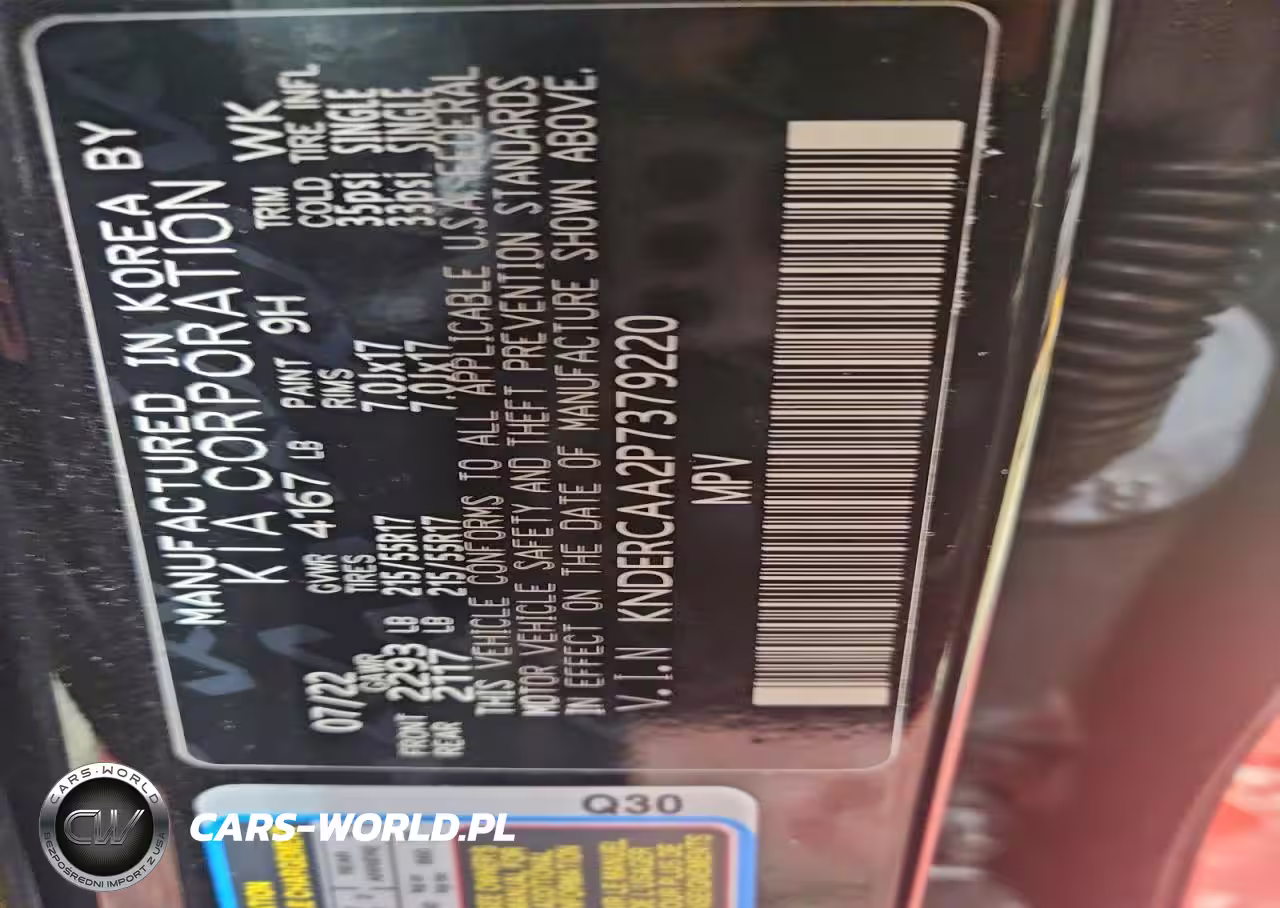 MANUFACTURED IN KOREA BY
KIA CORPORATION
07/22 GVWR 4167 LB PAINT 9H TRIM WK
GAWR TIRES RIMS COLD TIRE INFL
FRONT 2293 LB 215/55R17 7.0JX17 35psi SINGLE
REAR 2117 LB 215/55R17 7.0JX17 33psi SINGLE
THIS VEHICLE CONFORMS TO ALL APPLICABLE U.S.A FEDERAL
MOTOR VEHICLE SAFETY AND THEFT PREVENTION STANDARDS
IN EFFECT ON THE DATE OF MANUFACTURE SHOWN ABOVE.
V.I.N KNDERCAA2P7379220
MPV
Q30
CARS-WORLD
CW
BEZPOŚREDNI IMPORT Z USA
CARS-WORLD.PL